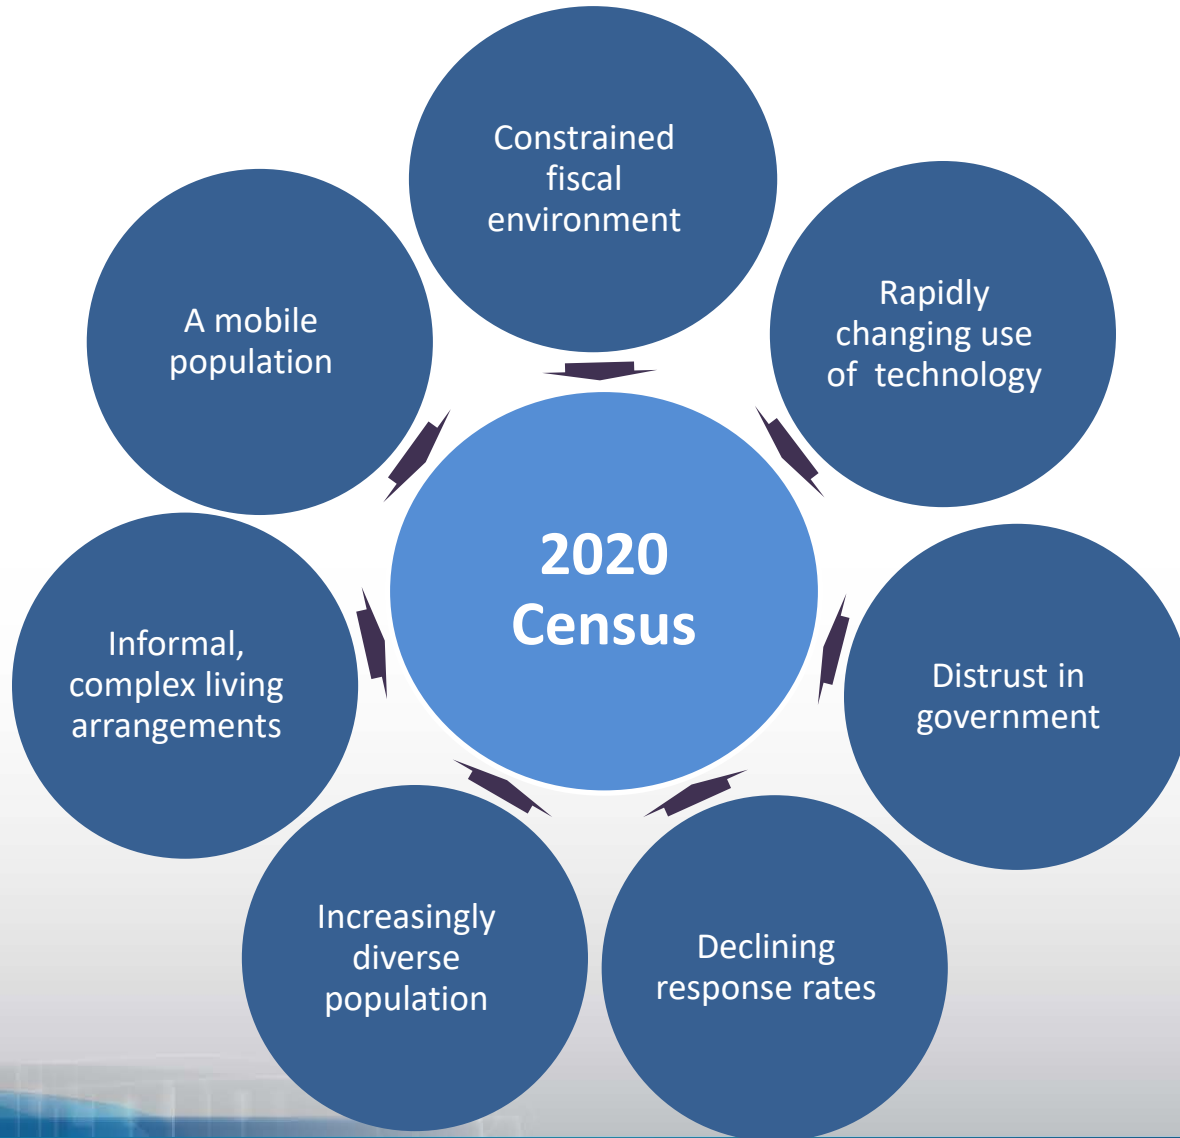 Constrained
fiscal
environment
Rapidly
changing use
of technology
Distrust in
government
Declining
response rates
Increasingly
diverse
population
Informal,
complex living
arrangements
A mobile
population
2020
Census